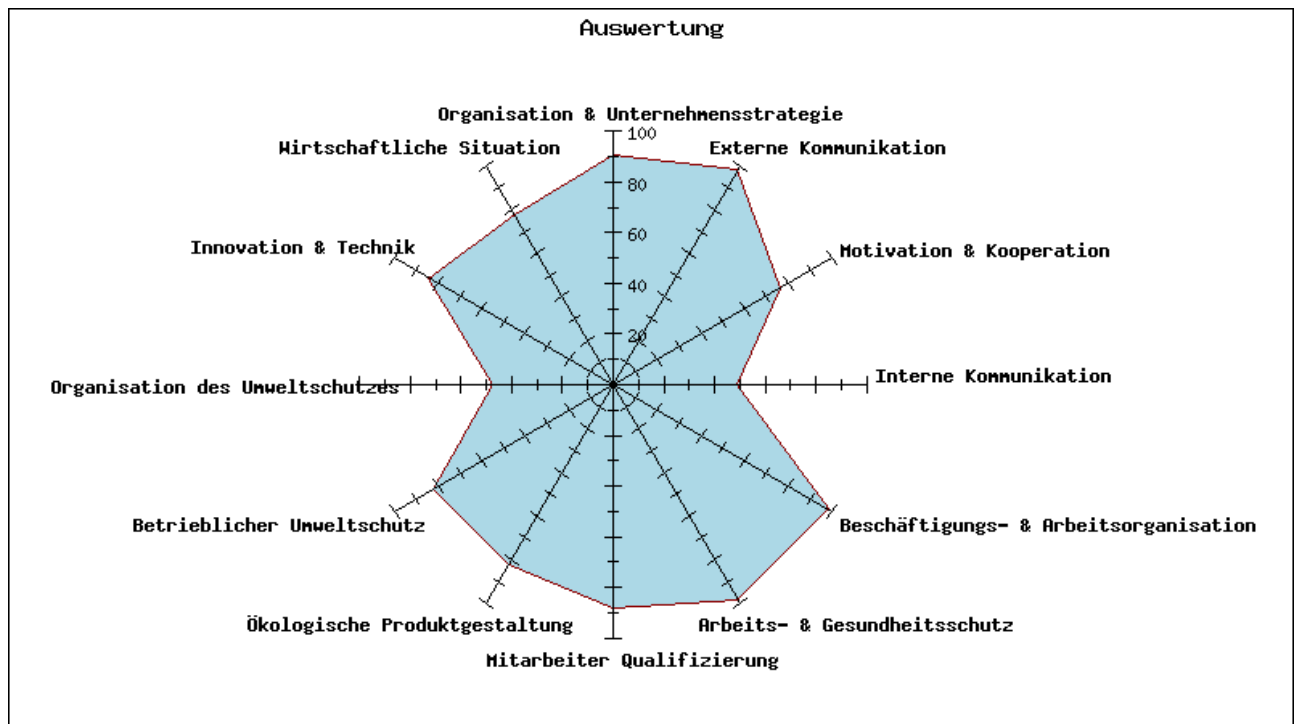 Auswertung
Organisation & Unternehmensstrategie
100
Wirtschaftliche Situation
Externe Kommunikation
80
60
Innovation & Technik
Motivation & Kooperation
40
20
Organisation des Umweltschutzes
Interne Kommunikation
Betrieblicher Umweltschutz
Beschäftigungs- & Arbeitsorganisation
Ökologische Produktgestaltung
Arbeits- & Gesundheitsschutz
Mitarbeiter Qualifizierung